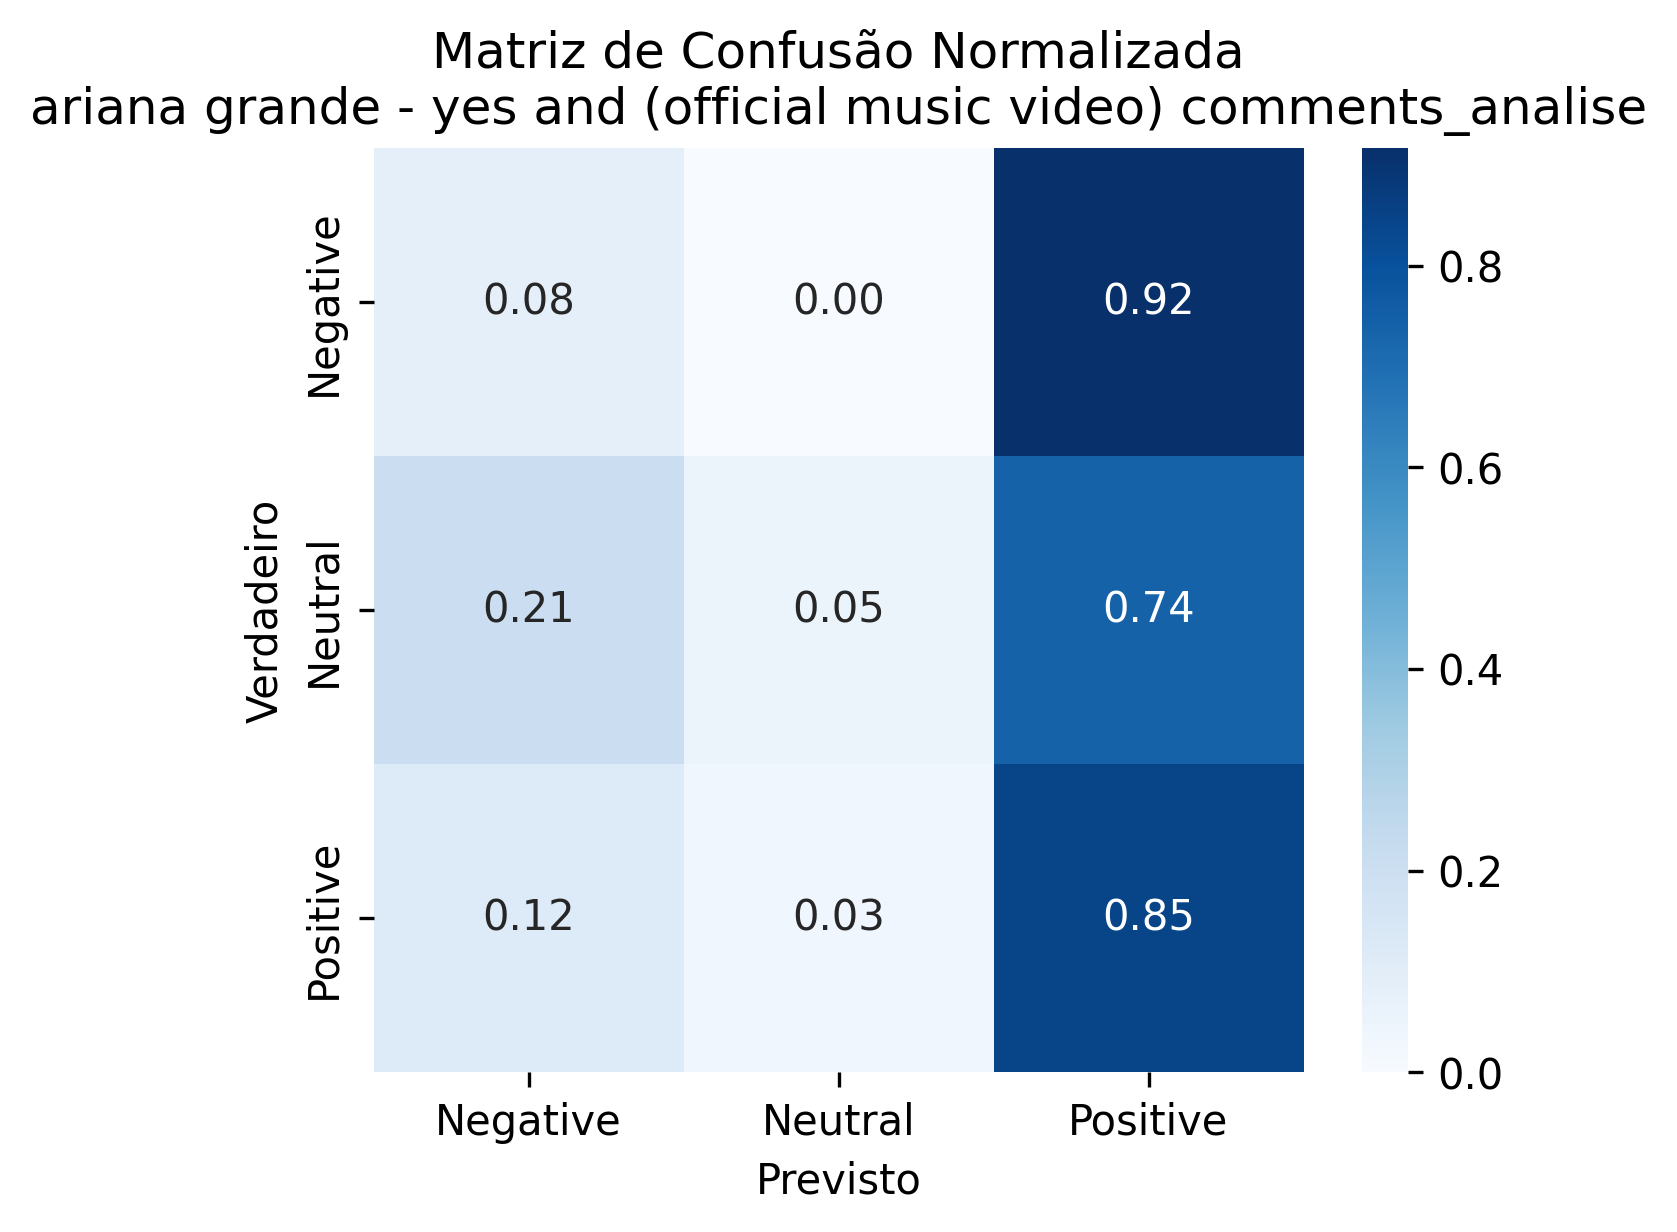 Matriz de Confusão Normalizada
ariana grande - yes and (official music video) comments_analise
Verdadeiro
Negative
0.08
0.00
0.92
Neutral
0.21
0.05
0.74
Positive
0.12
0.03
0.85
Negative
Neutral
Positive
Previsto
0.8
0.6
0.4
0.2
0.0